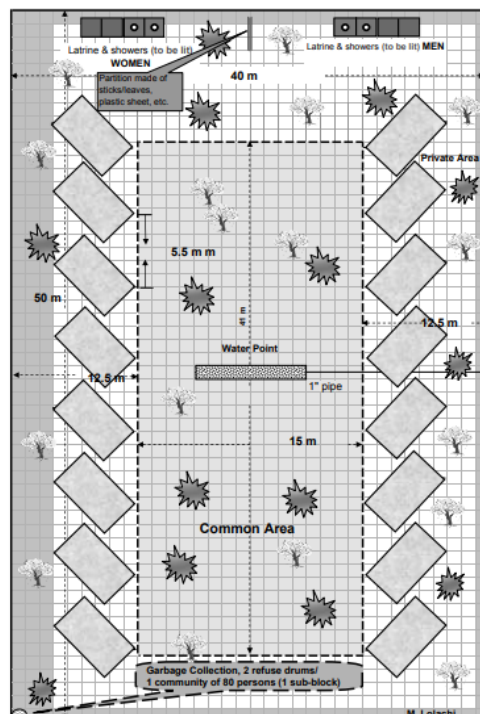 Latrine & showers (to be lit)
WOMEN
Latrine & showers (to be lit) MEN
Partition made of
sticks/leaves,
plastic sheet, etc.
40 m
Private Area
5.5 m m
50 m
41 m
12.5 m
Water Point
12.5 m
1" pipe
15 m
Common Area
Garbage Collection, 2 refuse drums/
1 community of 80 persons (1 sub-block)